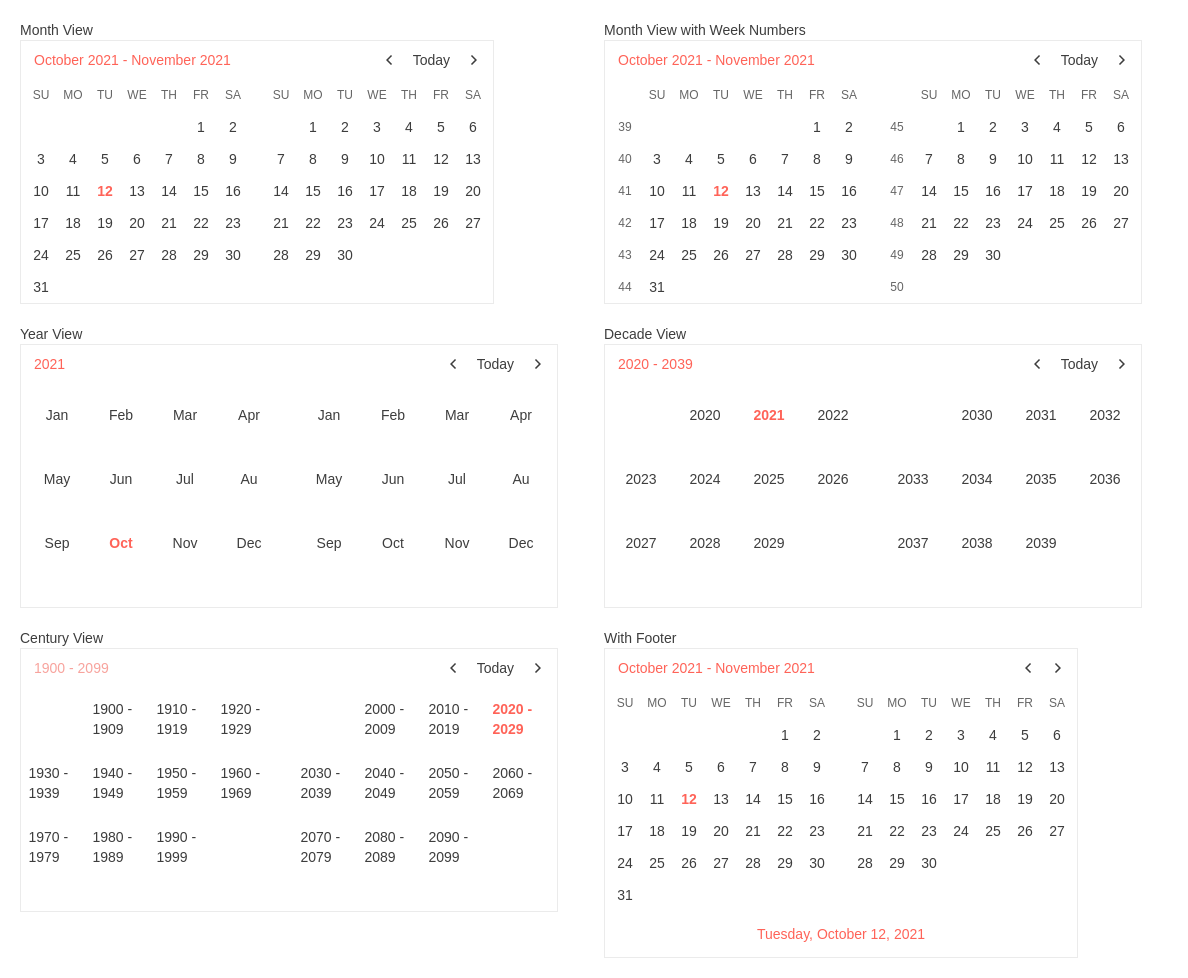 Month View
October 2021 - November 2021 Today
SU MO TU WE TH FR SA SU MO TU WE TH FR SA
1 2 1 2 3 4 5 6
3 4 5 6 7 8 9 7 8 9 10 11 12 13
10 11 12 13 14 15 16 14 15 16 17 18 19 20
17 18 19 20 21 22 23 21 22 23 24 25 26 27
24 25 26 27 28 29 30 28 29 30
31
Month View with Week Numbers
October 2021 - November 2021 Today
SU MO TU WE TH FR SA SU MO TU WE TH FR SA
39 1 2 45 1 2 3 4 5 6
40 3 4 5 6 7 8 9 46 7 8 9 10 11 12 13
41 10 11 12 13 14 15 16 47 14 15 16 17 18 19 20
42 17 18 19 20 21 22 23 48 21 22 23 24 25 26 27
43 24 25 26 27 28 29 30 49 28 29 30
44 31 50
Year View
2021 Today
Jan Feb Mar Apr Jan Feb Mar Apr
May Jun Jul Au May Jun Jul Au
Sep Oct Nov Dec Sep Oct Nov Dec
Decade View
2020 - 2039 Today
2020 2021 2022 2030 2031 2032
2023 2024 2025 2026 2033 2034 2035 2036
2027 2028 2029 2037 2038 2039
Century View
1900 - 2099 Today
1900 - 1910 - 1920 - 2000 - 2010 - 2020 -
1909 1919 1929 2009 2019 2029
1930 - 1940 - 1950 - 1960 - 2030 - 2040 - 2050 - 2060 -
1939 1949 1959 1969 2039 2049 2059 2069
1970 - 1980 - 1990 - 2070 - 2080 - 2090 -
1979 1989 1999 2079 2089 2099
With Footer
October 2021 - November 2021
SU MO TU WE TH FR SA SU MO TU WE TH FR SA
1 2 1 2 3 4 5 6
3 4 5 6 7 8 9 7 8 9 10 11 12 13
10 11 12 13 14 15 16 14 15 16 17 18 19 20
17 18 19 20 21 22 23 21 22 23 24 25 26 27
24 25 26 27 28 29 30 28 29 30
31
Tuesday, October 12, 2021